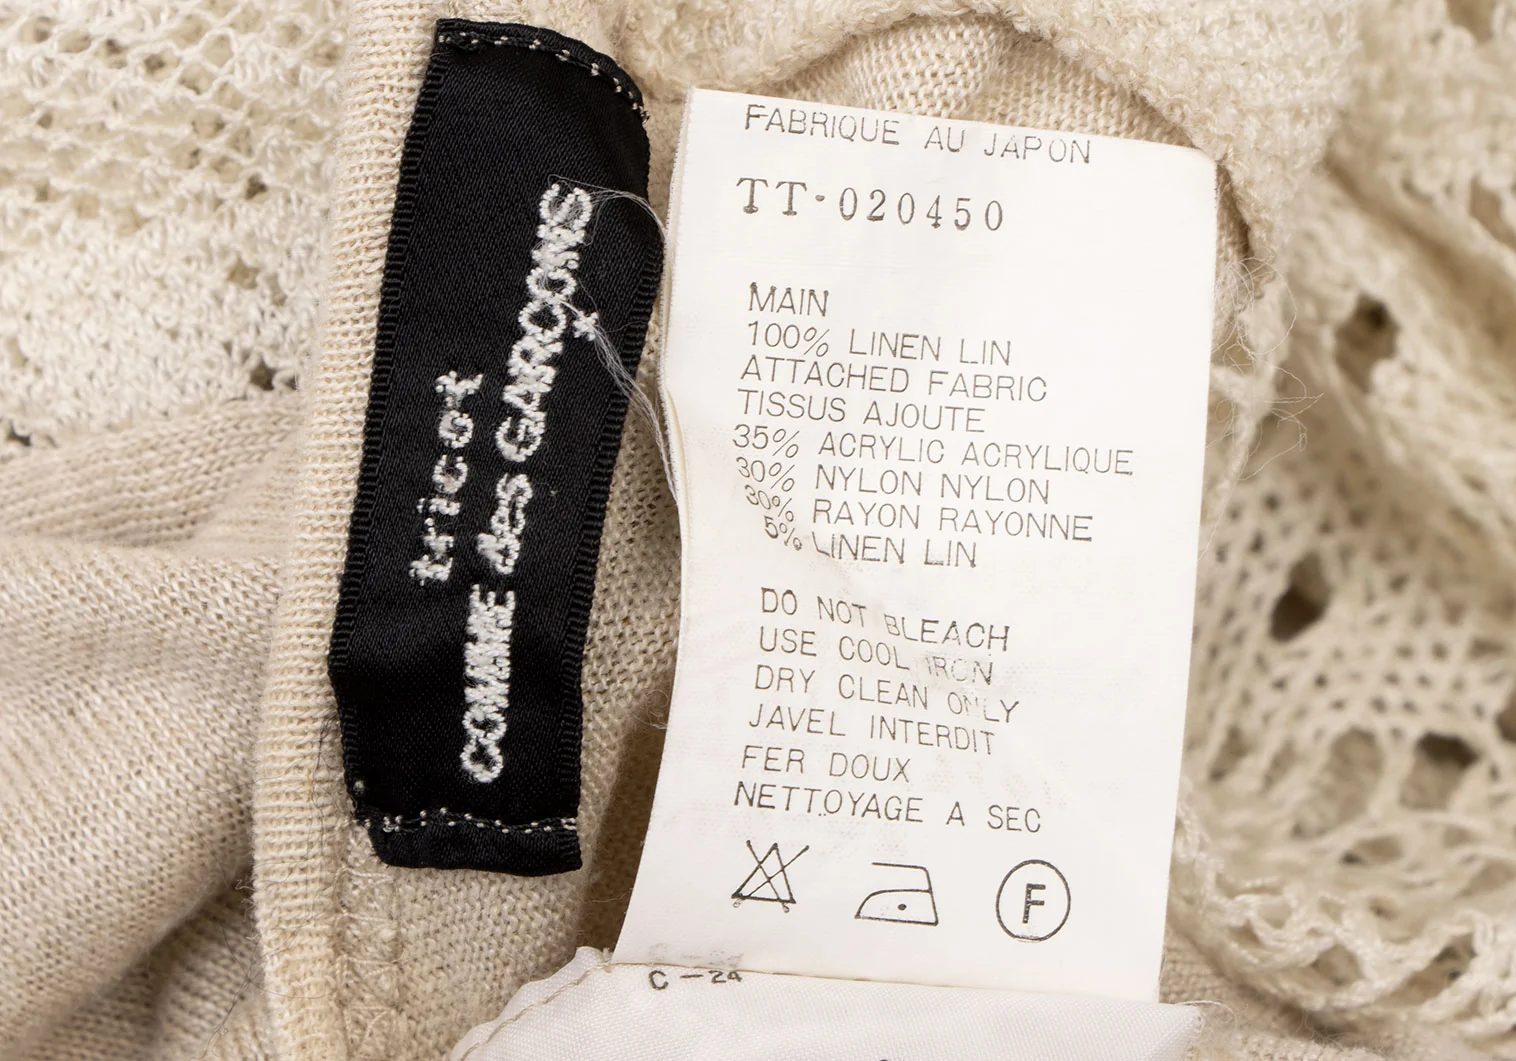 tricot
COMME des GARÇONS
FABRIQUE AU JAPON
TT-020450
MAIN
100% LINEN LIN
ATTACHED FABRIC
TISSUS AJOUTE
35% ACRYLIC ACRYLIQUE
30% NYLON NYLON
30% RAYON RAYONNE
5% LINEN LIN
DO NOT BLEACH
USE COOL IRON
DRY CLEAN ONLY
JAVEL INTERDIT
FER DOUX
NETTOYAGE A SEC
F
C-24